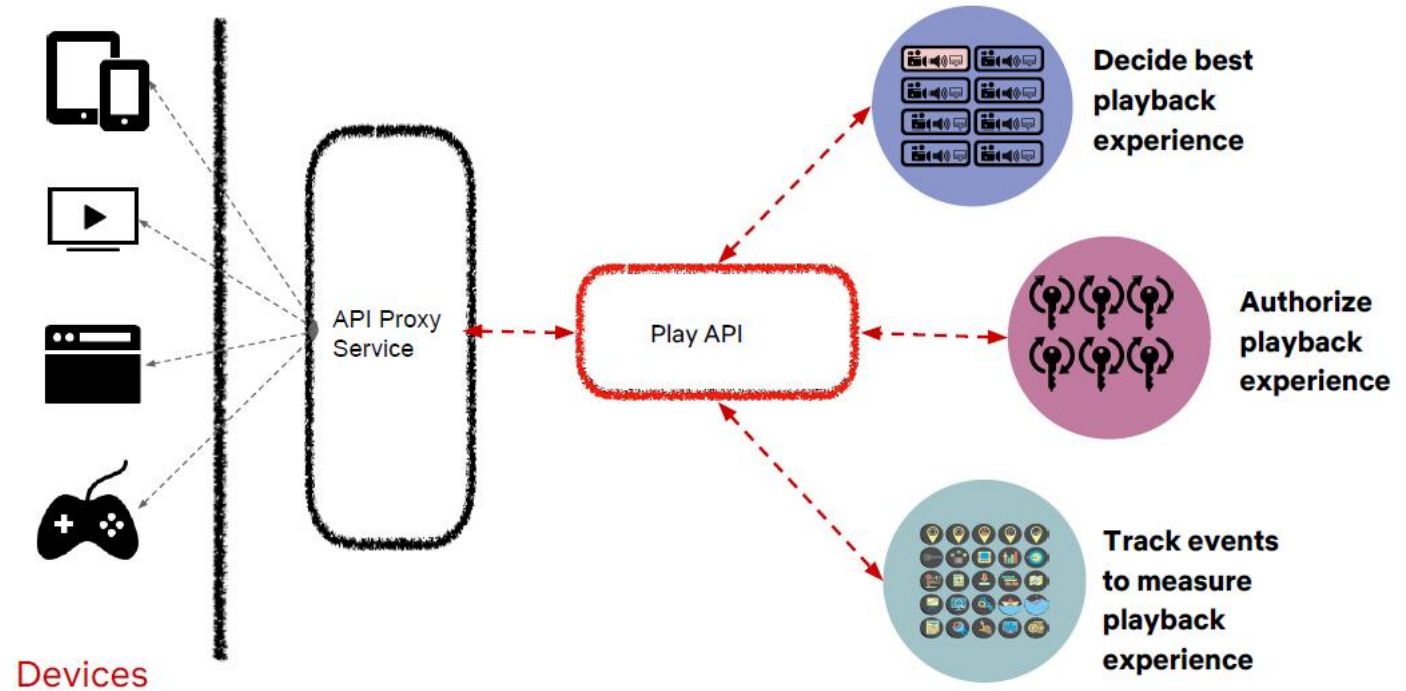 Decide best
playback
experience
API Proxy
Service
Play API
Authorize
playback
experience
Track events
to measure
playback
experience
Devices